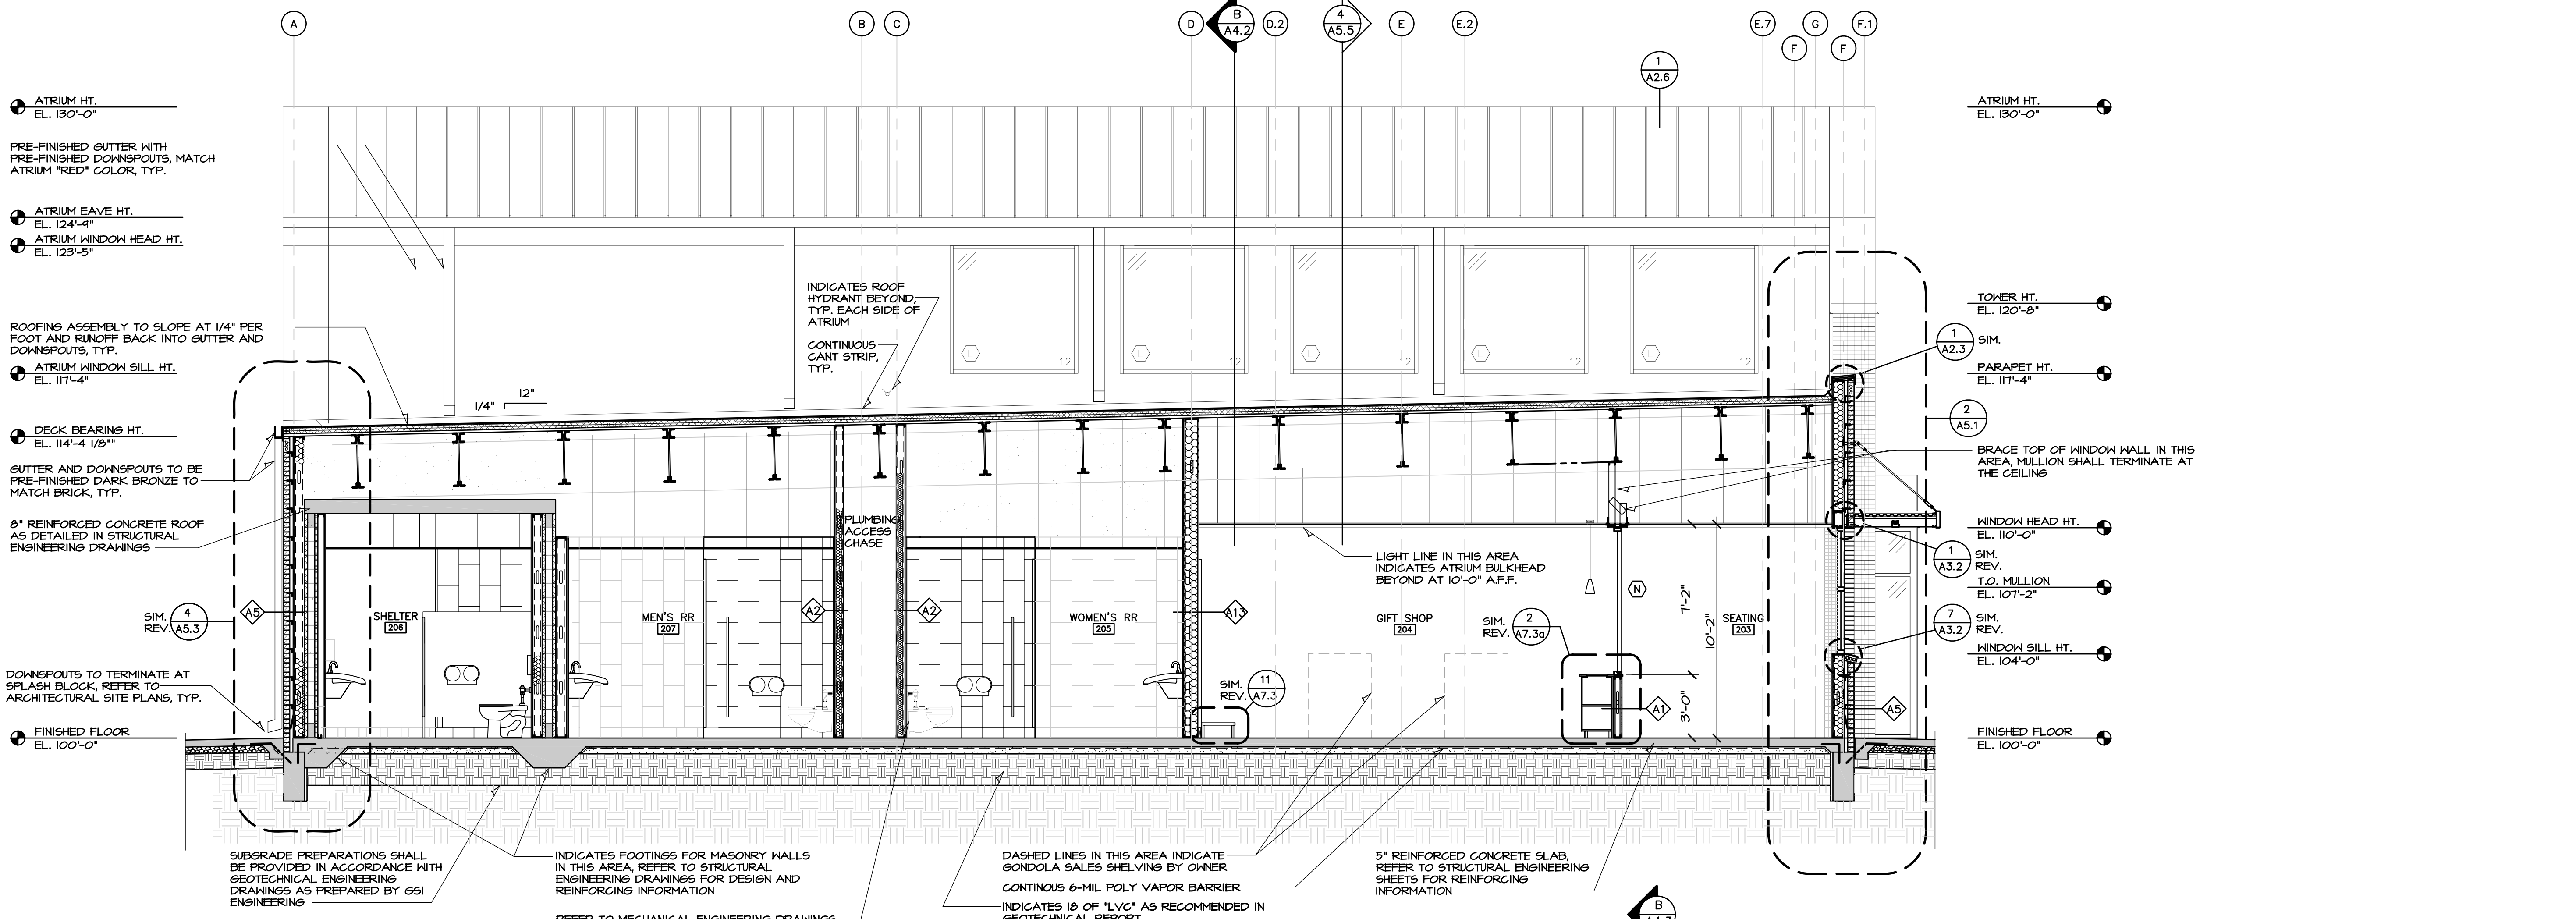 A
B
C
D
B
A4.2
D.2
4
A5.5
E
E.2
E.7
G
F.1
F
F
1
A2.6
ATRIUM HT.
EL. 130'-0"
PRE-FINISHED GUTTER WITH
PRE-FINISHED DOWNSPOUTS, MATCH
ATRIUM "RED" COLOR, TYP.
ATRIUM EAVE HT.
EL. 124'-9"
ATRIUM WINDOW HEAD HT.
EL. 123'-5"
ROOFING ASSEMBLY TO SLOPE AT 1/4" PER
FOOT AND RUNOFF BACK INTO GUTTER AND
DOWNSPOUTS, TYP.
ATRIUM WINDOW SILL HT.
EL. 117'-4"
DECK BEARING HT.
EL. 114'-4 1/8""
GUTTER AND DOWNSPOUTS TO BE
PRE-FINISHED DARK BRONZE TO
MATCH BRICK, TYP.
8" REINFORCED CONCRETE ROOF
AS DETAILED IN STRUCTURAL
ENGINEERING DRAWINGS
SIM.
REV.
4
A5.3
A5
DOWNSPOUTS TO TERMINATE AT
SPLASH BLOCK, REFER TO
ARCHITECTURAL SITE PLANS, TYP.
FINISHED FLOOR
EL. 100'-0"
12"
1/4"
INDICATES ROOF
HYDRANT BEYOND,
TYP. EACH SIDE OF
ATRIUM
CONTINUOUS
CANT STRIP,
TYP.
L
12
L
12
L
12
L
12
L
12
PLUMBING
ACCESS
CHASE
SHELTER
206
MEN'S RR
207
A2
A2
WOMEN'S RR
205
A13
LIGHT LINE IN THIS AREA
INDICATES ATRIUM BULKHEAD
BEYOND AT 10'-0" A.F.F.
GIFT SHOP
204
SIM.
REV.
2
A7.3a
SIM.
REV.
11
A7.3
N
7'-2"
10'-2"
3'-0"
A1
SEATING
203
A5
ATRIUM HT.
EL. 130'-0"
TOWER HT.
EL. 120'-8"
1
A2.3
SIM.
PARAPET HT.
EL. 117'-4"
2
A5.1
BRACE TOP OF WINDOW WALL IN THIS
AREA, MULLION SHALL TERMINATE AT
THE CEILING
WINDOW HEAD HT.
EL. 110'-0"
1
A3.2
SIM.
REV.
T.O. MULLION
EL. 107'-2"
7
A3.2
SIM.
REV.
WINDOW SILL HT.
EL. 104'-0"
FINISHED FLOOR
EL. 100'-0"
SUBGRADE PREPARATIONS SHALL
BE PROVIDED IN ACCORDANCE WITH
GEOTECHNICAL ENGINEERING
DRAWINGS AS PREPARED BY GSI
ENGINEERING
INDICATES FOOTINGS FOR MASONRY WALLS
IN THIS AREA, REFER TO STRUCTURAL
ENGINEERING DRAWINGS FOR DESIGN AND
REINFORCING INFORMATION
REFER TO MECHANICAL ENGINEERING DRAWINGS
DASHED LINES IN THIS AREA INDICATE
GONDOLA SALES SHELVING BY OWNER
CONTINOUS 6-MIL POLY VAPOR BARRIER
INDICATES 18 OF "LVC" AS RECOMMENDED IN
GEOTECHNICAL REPORT
5" REINFORCED CONCRETE SLAB,
REFER TO STRUCTURAL ENGINEERING
SHEETS FOR REINFORCING
INFORMATION
B